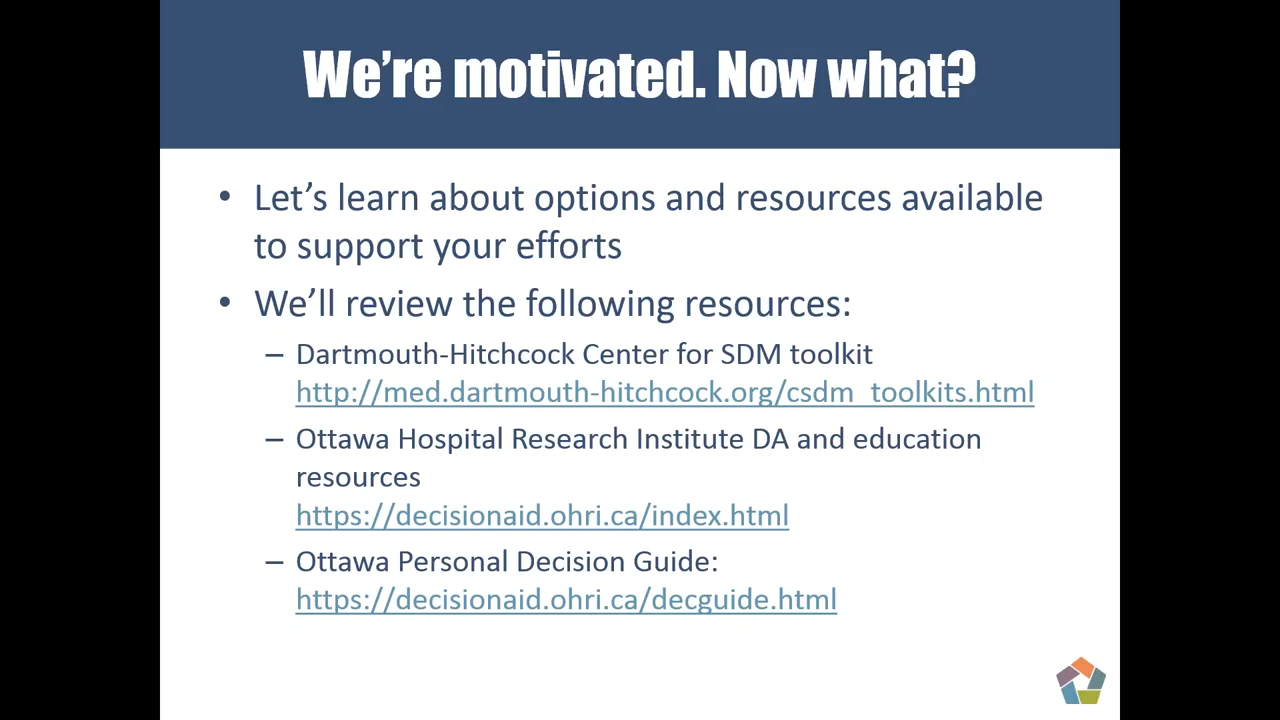 We’re motivated. Now what?
• Let’s learn about options and resources available
to support your efforts
• We’ll review the following resources:
– Dartmouth-Hitchcock Center for SDM toolkit
http://med.dartmouth-hitchcock.org/csdm_toolkits.html
– Ottawa Hospital Research Institute DA and education
resources
https://decisionaid.ohri.ca/index.html
– Ottawa Personal Decision Guide:
https://decisionaid.ohri.ca/decguide.html